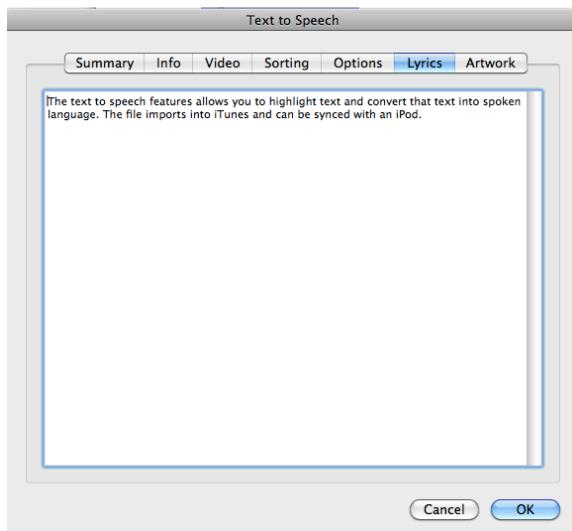 Text to Speech
Summary Info Video Sorting Options Lyrics Artwork
The text to speech features allows you to highlight text and convert that text into spoken
language. The file imports into iTunes and can be synced with an iPod.
Cancel OK